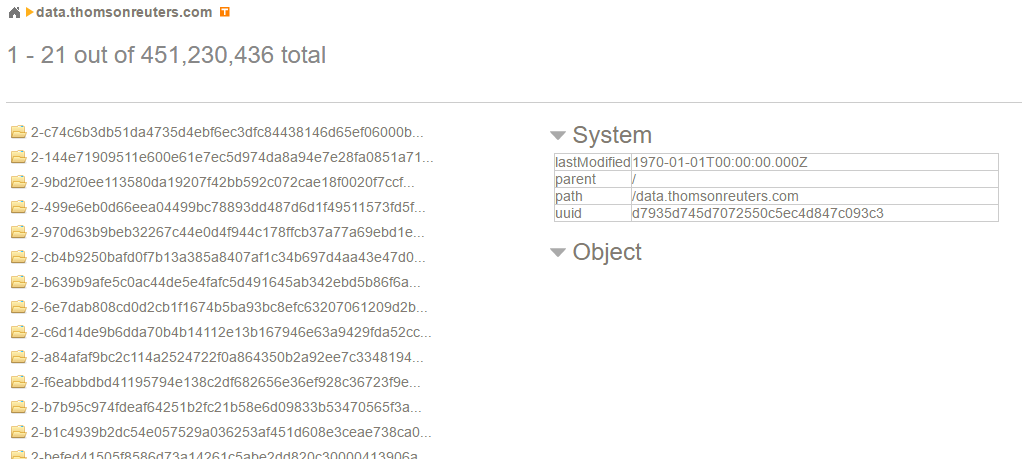 data.thomsonreuters.com T
1 - 21 out of 451,230,436 total
2-c74c6b3db51da4735d4ebf6ec3dfc84438146d65ef06000b...
2-144e71909511e600e61e7ec5d974da8a94e7e28fa0851a71...
2-9bd2f0ee113580da19207f42bb592c072cae18f0020f7ccf...
2-499e6eb0d66eea04499bc78893dd487d6d1f49511573fd5f...
2-970d63b9beb32267c44e0d4f944c178ffcb37a77a69ebd1e...
2-cb4b9250bafd0f7b13a385a8407af1c34b697d4aa43e47d0...
2-b639b9afe5c0ac44de5e4fafc5d491645ab342ebd5b86f6a...
2-6e7dab808cd0d2cb1f1674b5ba93bc8efc63207061209d2b...
2-c6d14de9b6dda70b4b14112e13b167946e63a9429fda52cc...
2-a84afaf9bc2c114a2524722f0a864350b2a92ee7c3348194...
2-f6eabbdbd41195794e138c2df682656e36ef928c36723f9e...
2-b7b95c974fdeaf64251b2fc21b58e6d09833b53470565f3a...
2-b1c4939b2dc54e057529a036253af451d608e3ceae738ca0...
2-befed41505f8586d73a14261c5abe2dd820c30000413906a...
System
lastModified 1970-01-01T00:00:00.000Z
parent /
path /data.thomsonreuters.com
uuid d7935d745d7072550c5ec4d847c093c3
Object